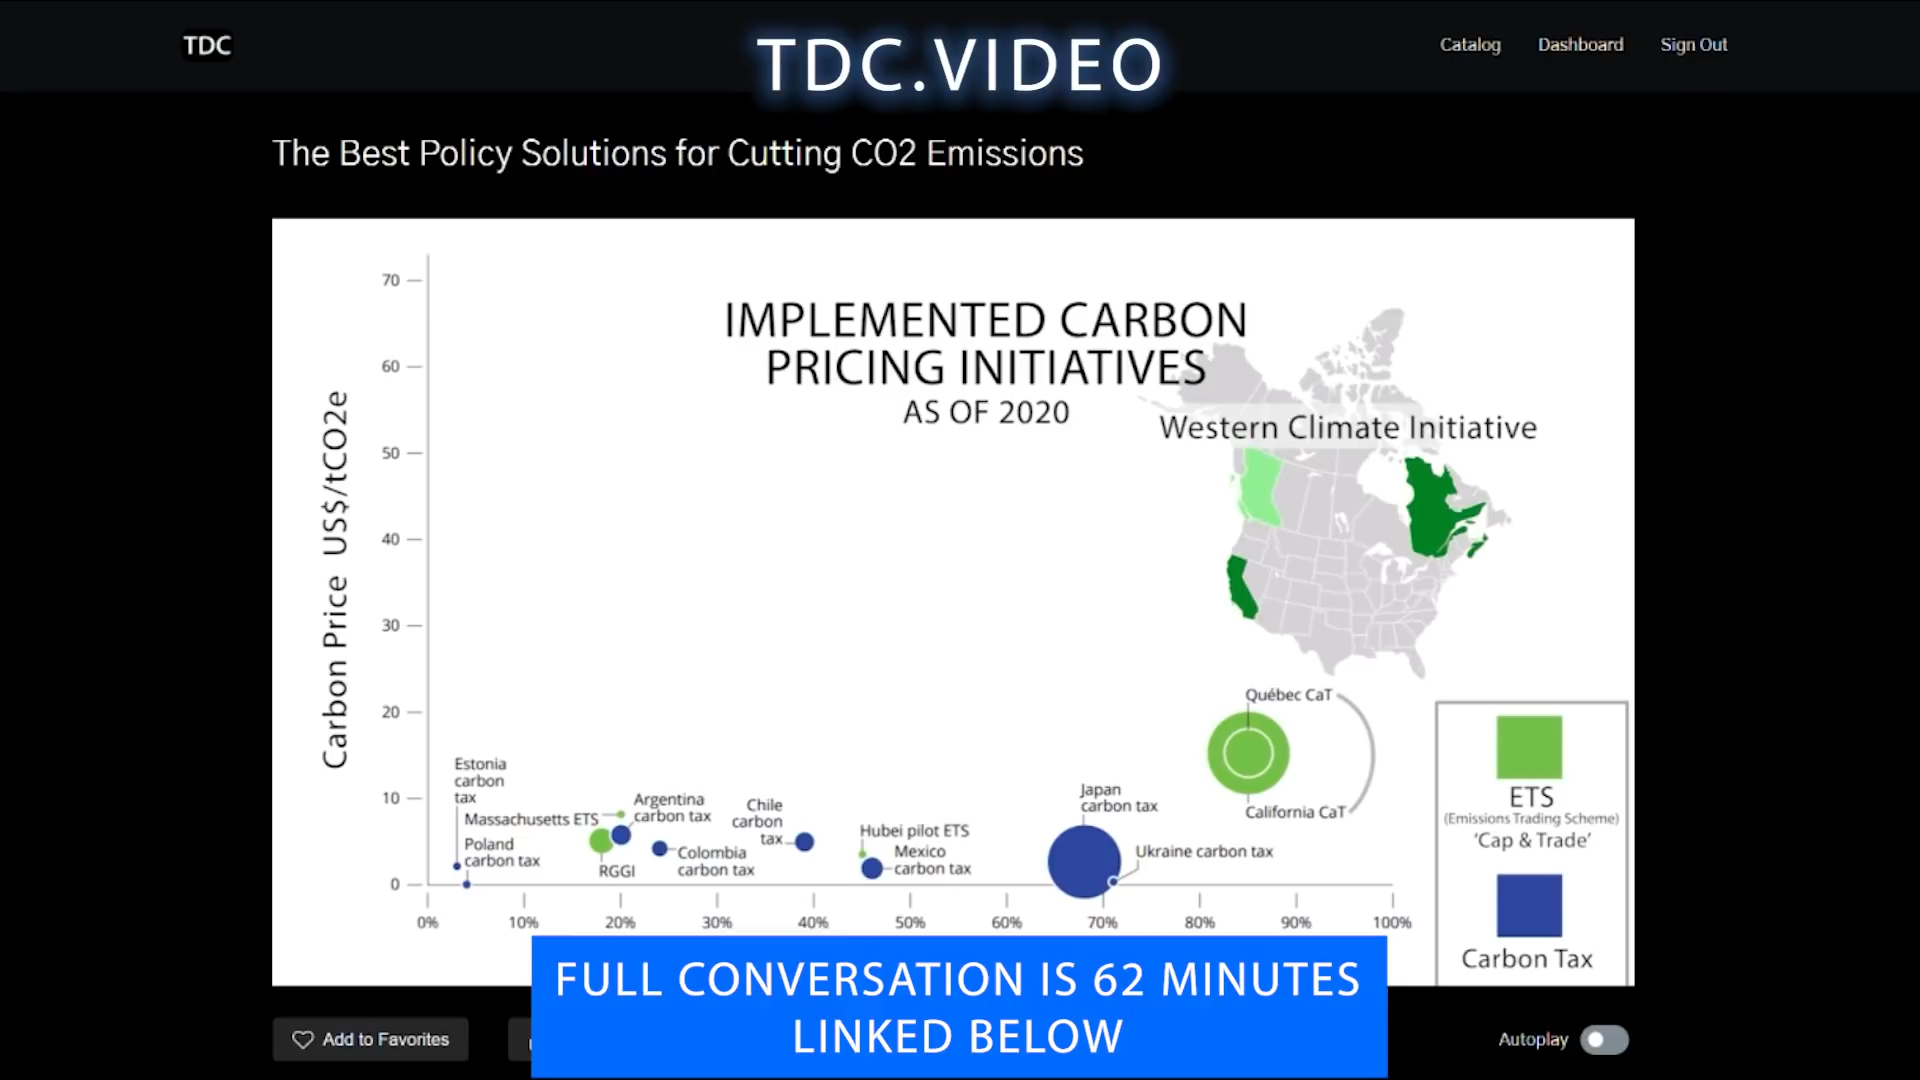 TDC
TDC.VIDEO
Catalog
Dashboard
Sign Out
The Best Policy Solutions for Cutting CO2 Emissions
IMPLEMENTED CARBON
PRICING INITIATIVES
AS OF 2020
Western Climate Initiative
Carbon Price US$/tCO2e
70
60
50
40
30
20
10
0
Estonia
carbon
tax
Massachusetts ETS
Poland
carbon tax
RGGI
Argentina
carbon tax
Colombia
carbon tax
Chile
carbon
tax
Hubei pilot ETS
Mexico
carbon tax
Japan
carbon tax
Ukraine carbon tax
Québec CaT
California CaT
0%
10%
20%
30%
40%
50%
60%
70%
80%
90%
100%
ETS
(Emissions Trading Scheme)
'Cap & Trade'
Carbon Tax
FULL CONVERSATION IS 62 MINUTES
LINKED BELOW
Add to Favorites
Autoplay